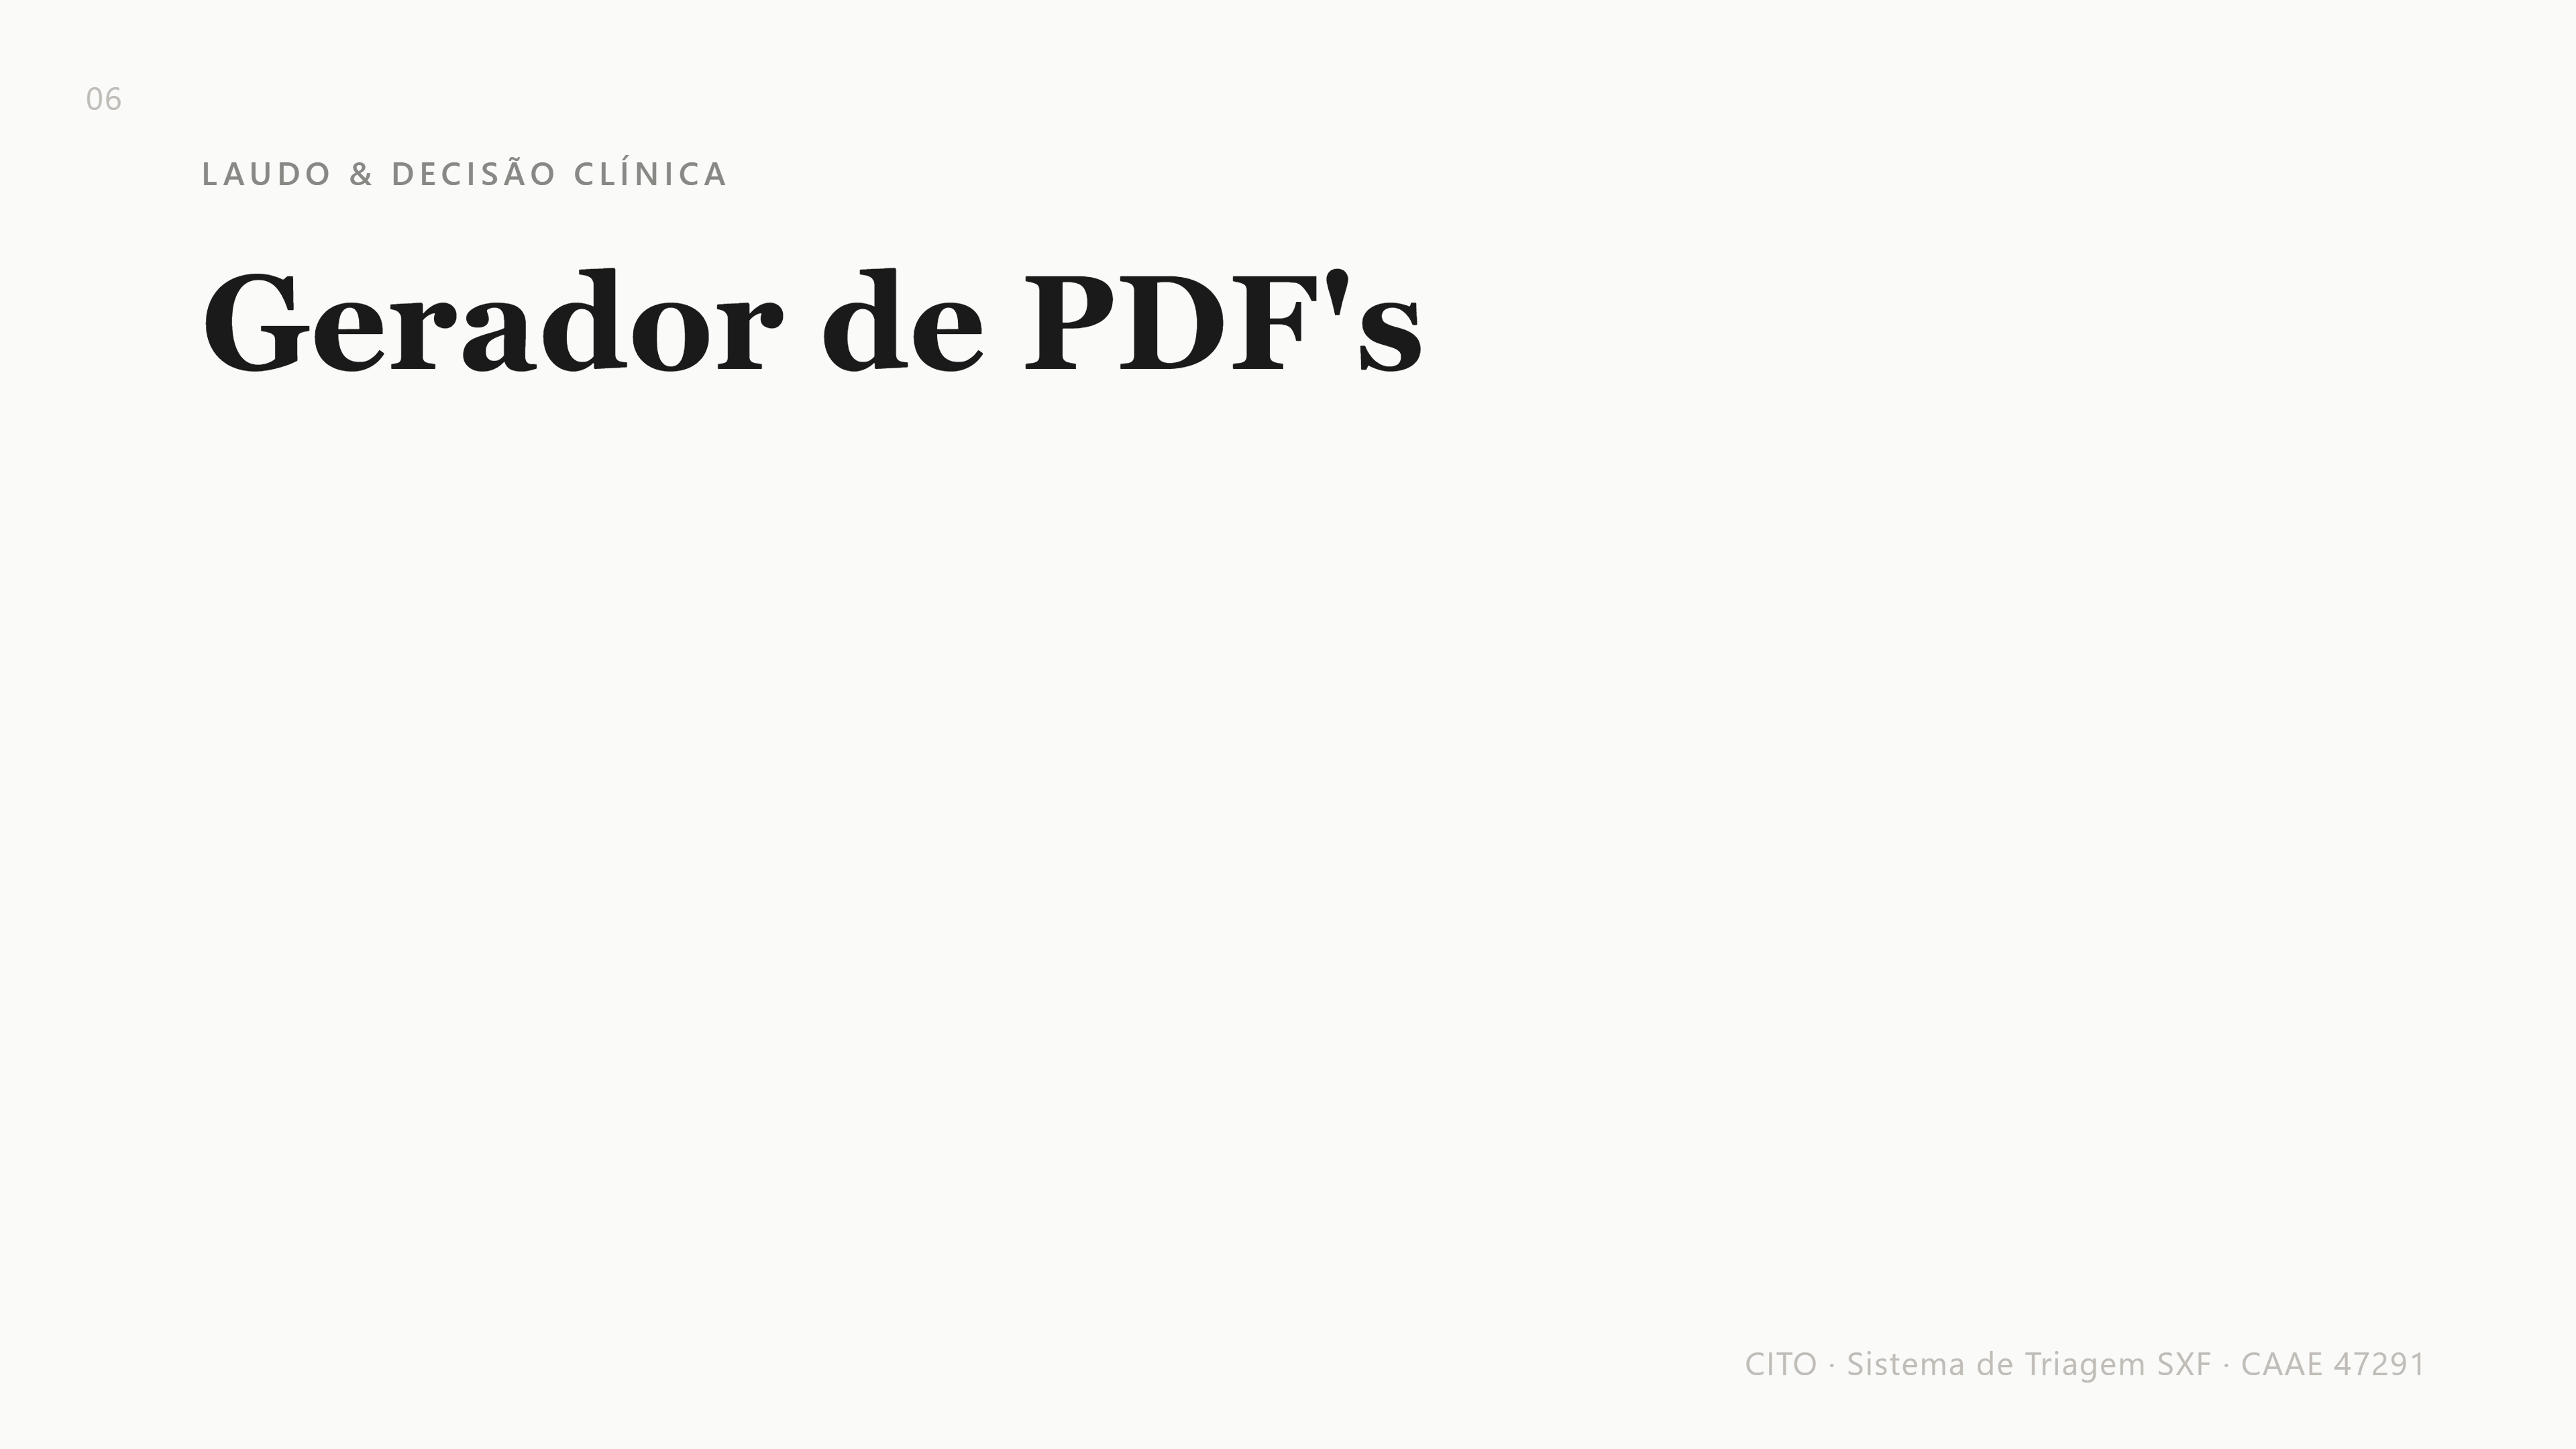 06
LAUDO & DECISÃO CLÍNICA
Gerador de PDF's
CITO · Sistema de Triagem SXF · CAAE 47291